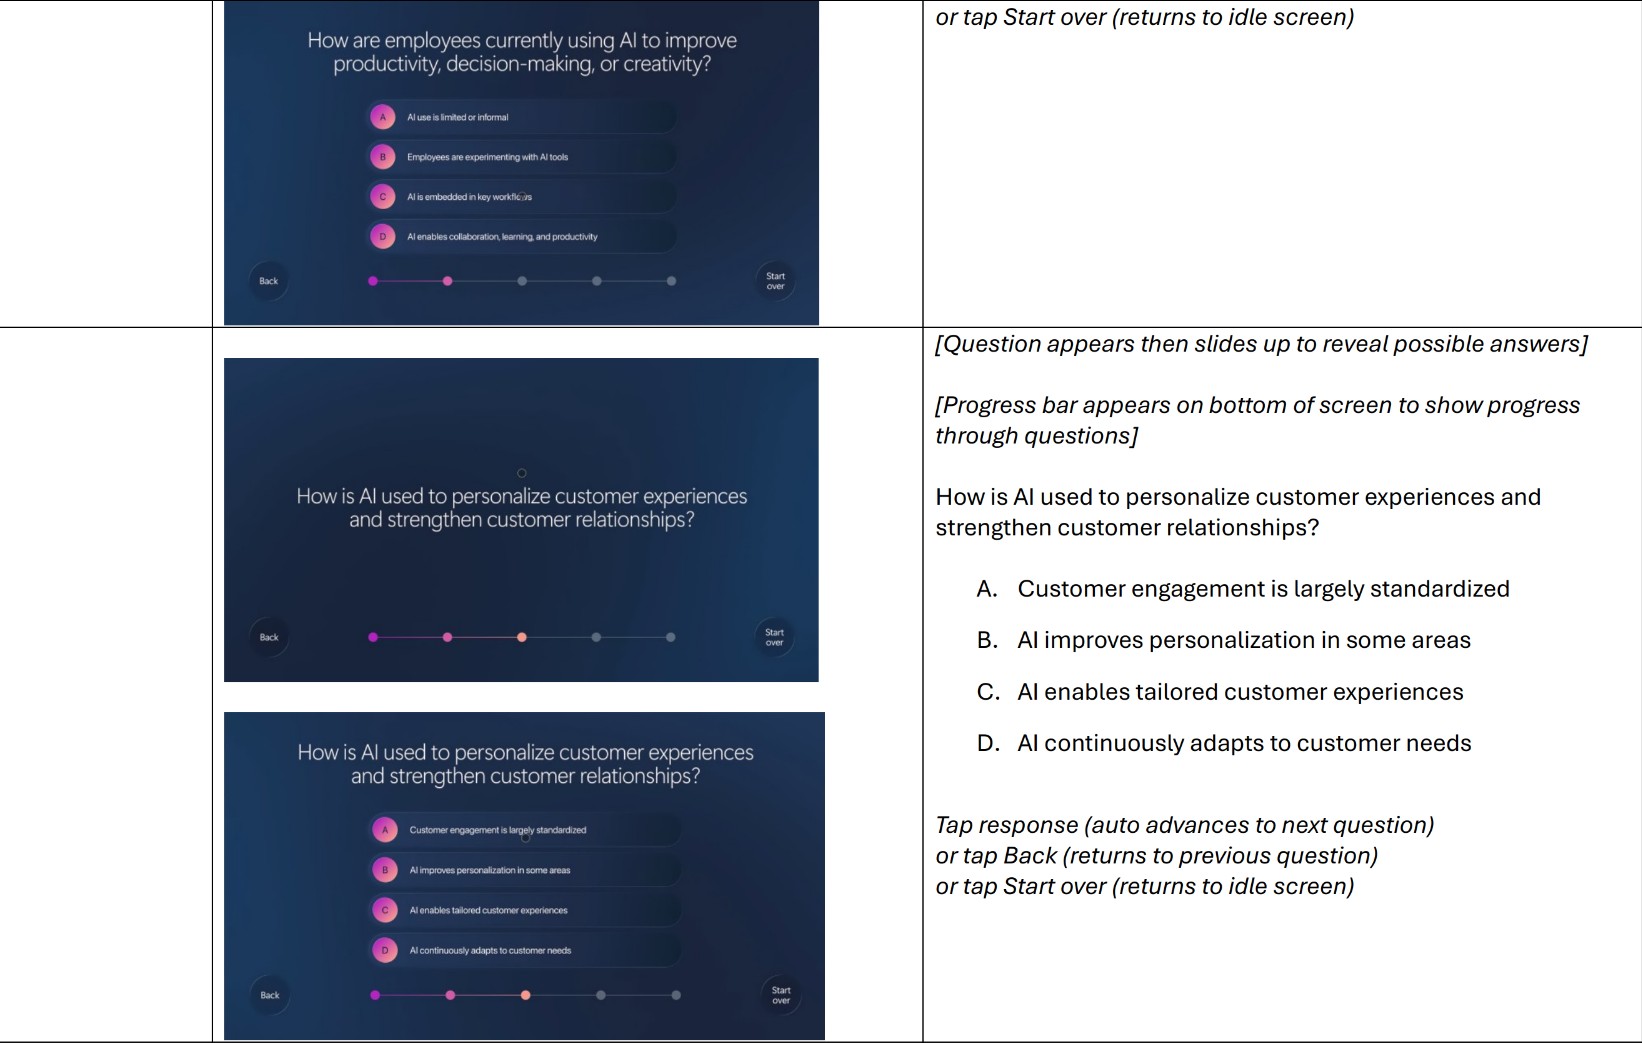 How are employees currently using AI to improve
productivity, decision-making, or creativity?
A AI use is limited or informal
B Employees are experimenting with AI tools
C AI is embedded in key workflows
D AI enables collaboration, learning, and productivity
Back
Start
over
or tap Start over (returns to idle screen)
How is AI used to personalize customer experiences
and strengthen customer relationships?
Back
Start
over
How is AI used to personalize customer experiences
and strengthen customer relationships?
A Customer engagement is largely standardized
B AI improves personalization in some areas
C AI enables tailored customer experiences
D AI continuously adapts to customer needs
Back
Start
over
[Question appears then slides up to reveal possible answers]
[Progress bar appears on bottom of screen to show progress
through questions]
How is AI used to personalize customer experiences and
strengthen customer relationships?
A. Customer engagement is largely standardized
B. AI improves personalization in some areas
C. AI enables tailored customer experiences
D. AI continuously adapts to customer needs
Tap response (auto advances to next question)
or tap Back (returns to previous question)
or tap Start over (returns to idle screen)